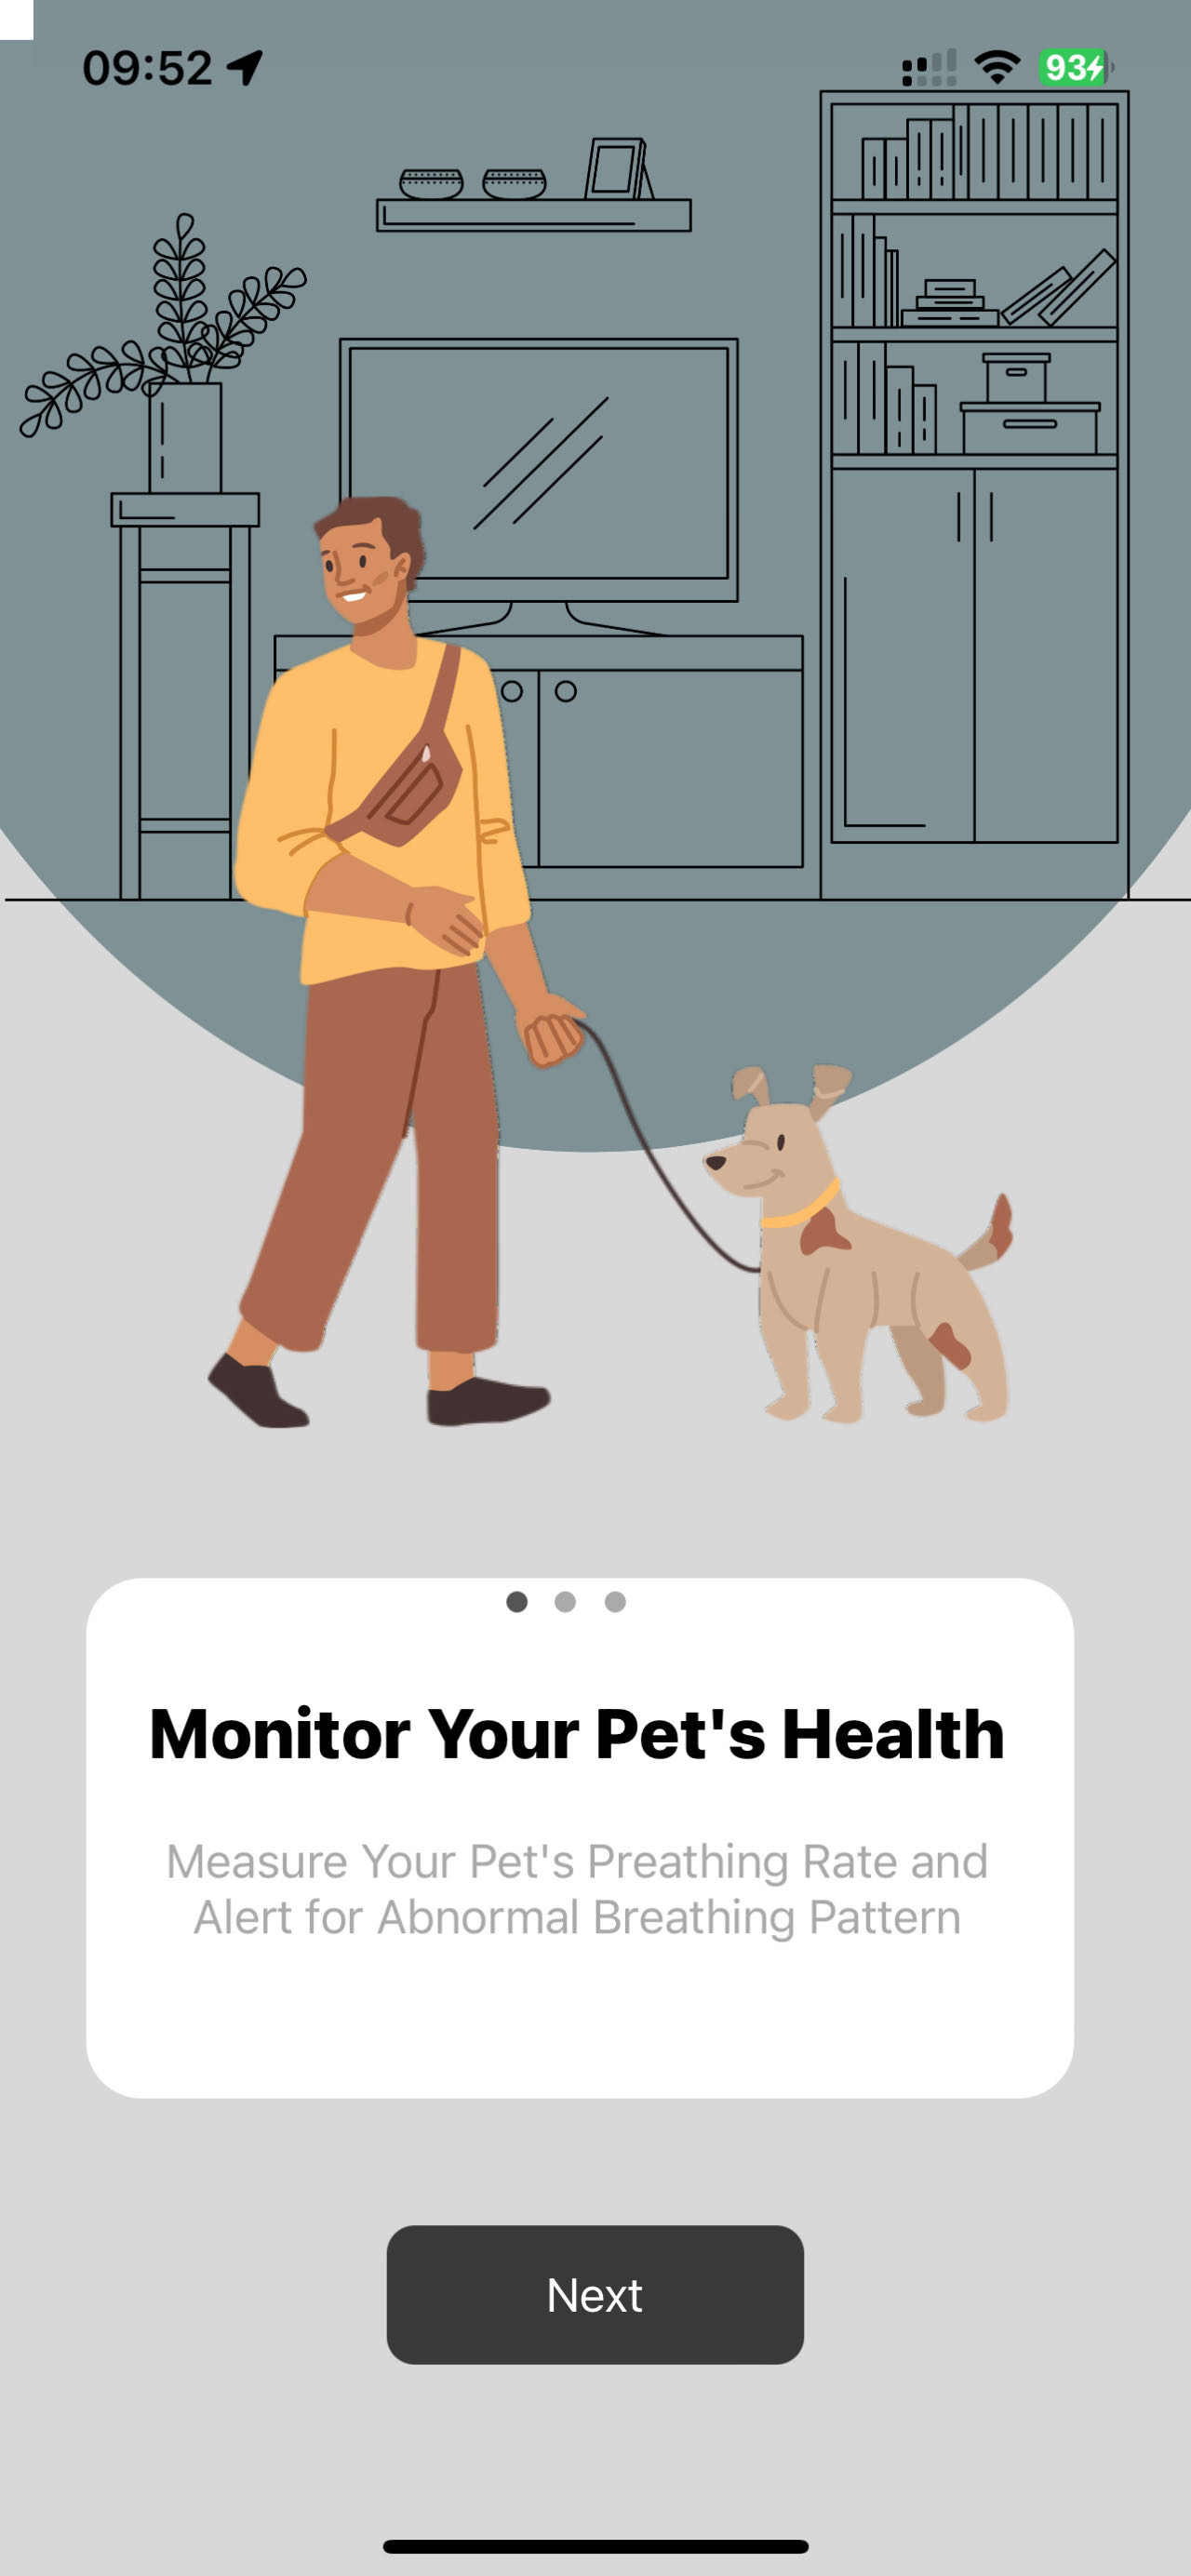 09:52
93
Monitor Your Pet's Health
Measure Your Pet's Preathing Rate and
Alert for Abnormal Breathing Pattern
Next